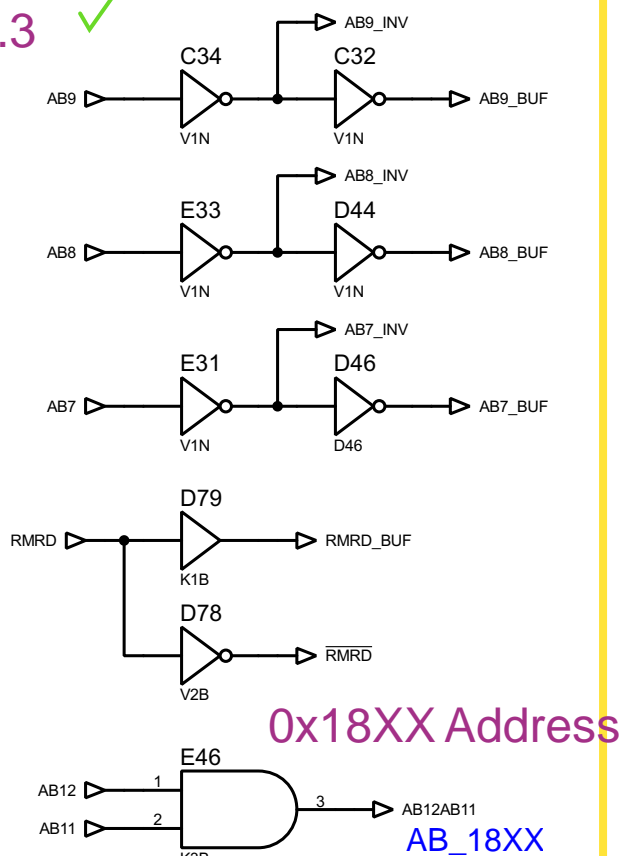 .3
AB9_INV
C34
C32
AB9
AB9_BUF
V1N
V1N
AB8_INV
E33
D44
AB8
AB8_BUF
V1N
V1N
AB7_INV
E31
D46
AB7
AB7_BUF
V1N
D46
D79
RMRD
RMRD_BUF
K1B
D78
RMRD
V2B
0x18XX Address
E46
AB12
1
3
AB12AB11
AB11
2
AB_18XX